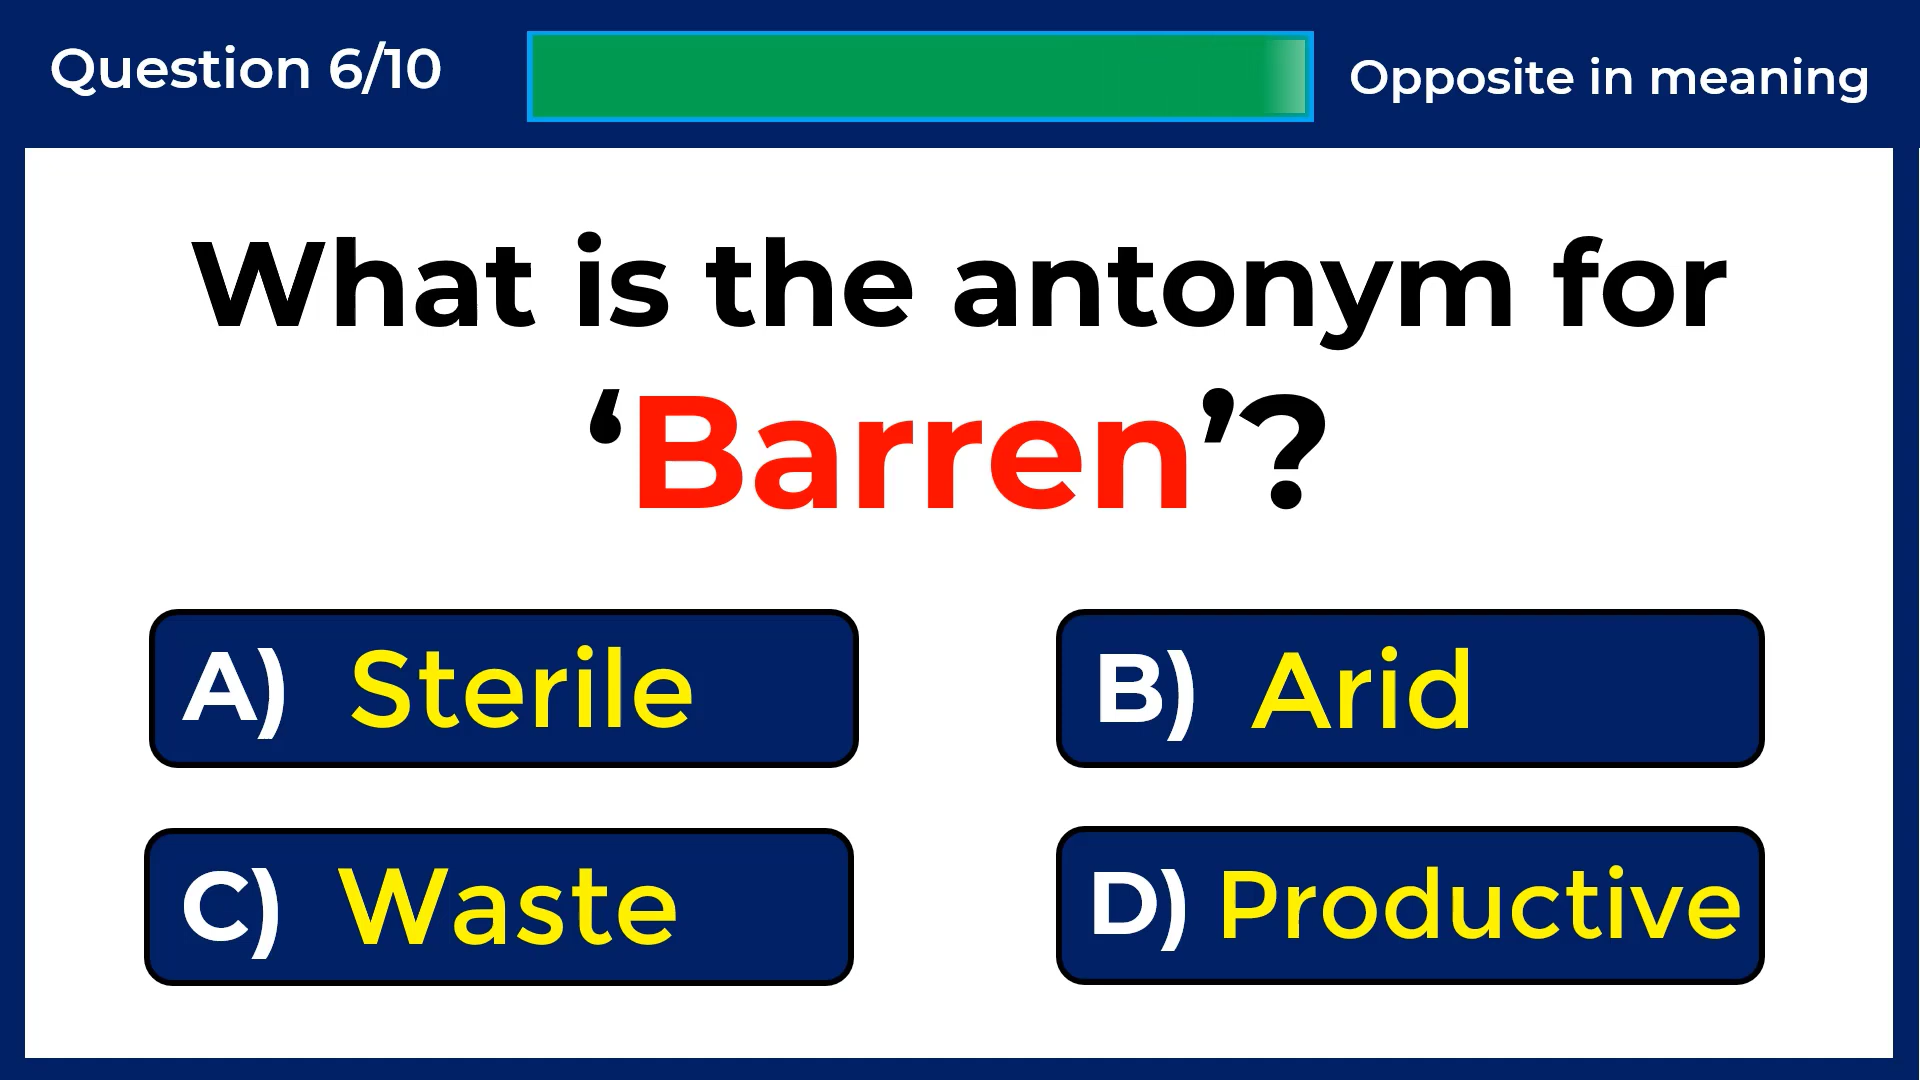 Question 6/10
Opposite in meaning
What is the antonym for
‘Barren’?
A) Sterile
B) Arid
C) Waste
D) Productive